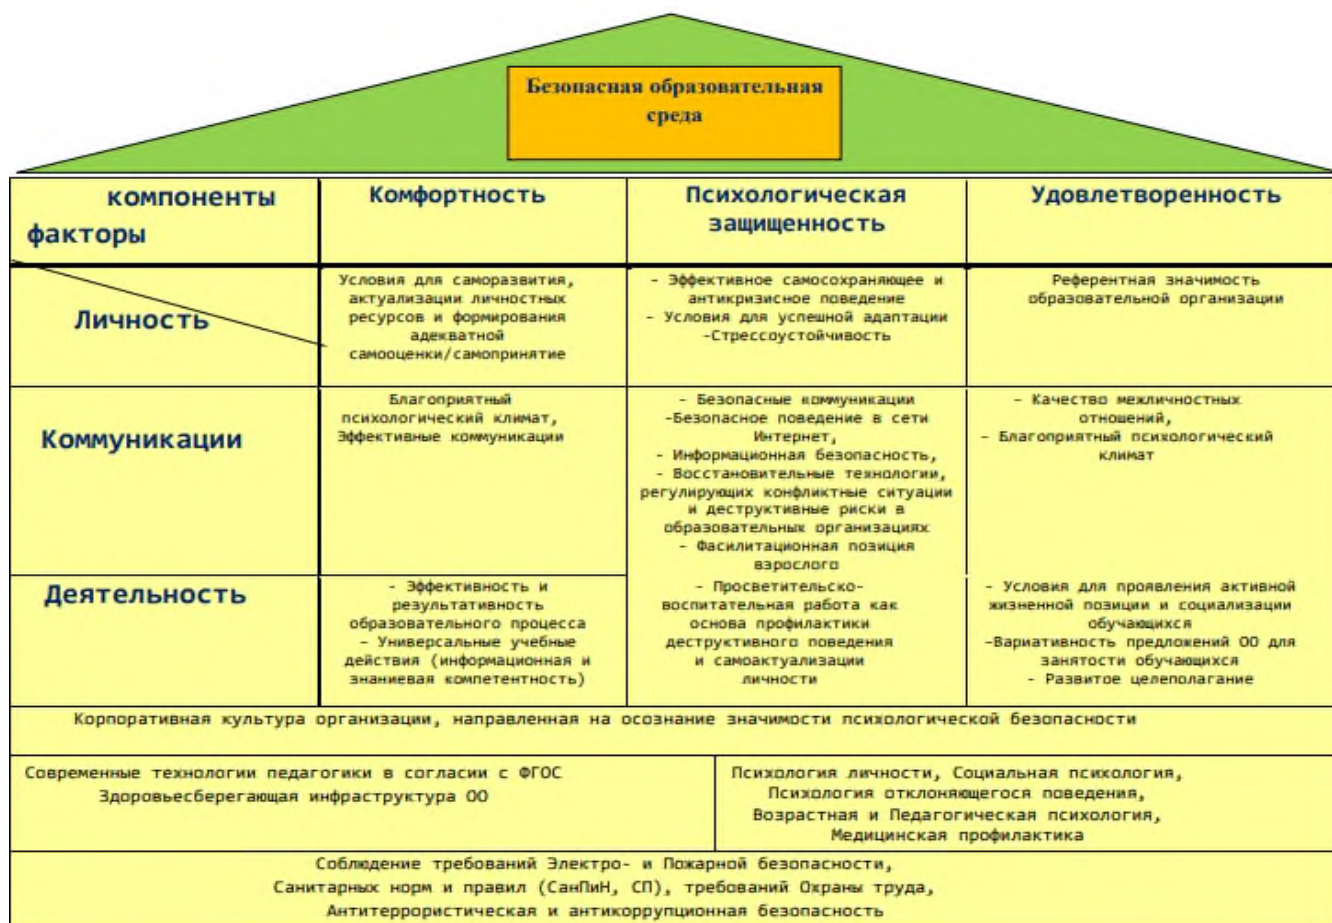 Безопасная образовательная
среда
компоненты
факторы
Комфортность
Психологическая
защищенность
Удовлетворенность
Личность
Условия для саморазвития,
актуализации личностных
ресурсов и формирования
адекватной
самооценки/самопринятие
- Эффективное самосохраняющее и
антикризисное поведение
- Условия для успешной адаптации
-Стрессоустойчивость
Референтная значимость
образовательной организации
Коммуникации
Благоприятный
психологический климат,
Эффективные коммуникации
- Безопасные коммуникации
-Безопасное поведение в сети
Интернет,
- Информационная безопасность,
- Восстановительные технологии,
регулирующих конфликтные ситуации
и деструктивные риски в
образовательных организациях
- Фасилитационная позиция
взрослого
- Качество межличностных
отношений,
- Благоприятный психологический
климат
Деятельность
- Эффективность и
результативность
образовательного процесса
- Универсальные учебные
действия (информационная и
знаниевая компетентность)
- Просветительско-
воспитательная работа как
основа профилактики
деструктивного поведения
и самоактуализации
личности
- Условия для проявления активной
жизненной позиции и социализации
обучающихся
-Вариативность предложений ОО для
занятости обучающихся
- Развитое целеполагание
Корпоративная культура организации, направленная на осознание значимости психологической безопасности
Современные технологии педагогики в согласии с ФГОС
Здоровьесберегающая инфраструктура ОО
Психология личности, Социальная психология,
Психология отклоняющегося поведения,
Возрастная и Педагогическая психология,
Медицинская профилактика
Соблюдение требований Электро- и Пожарной безопасности,
Санитарных норм и правил (СанПиН, СП), требований Охраны труда,
Антитеррористическая и антикоррупционная безопасность